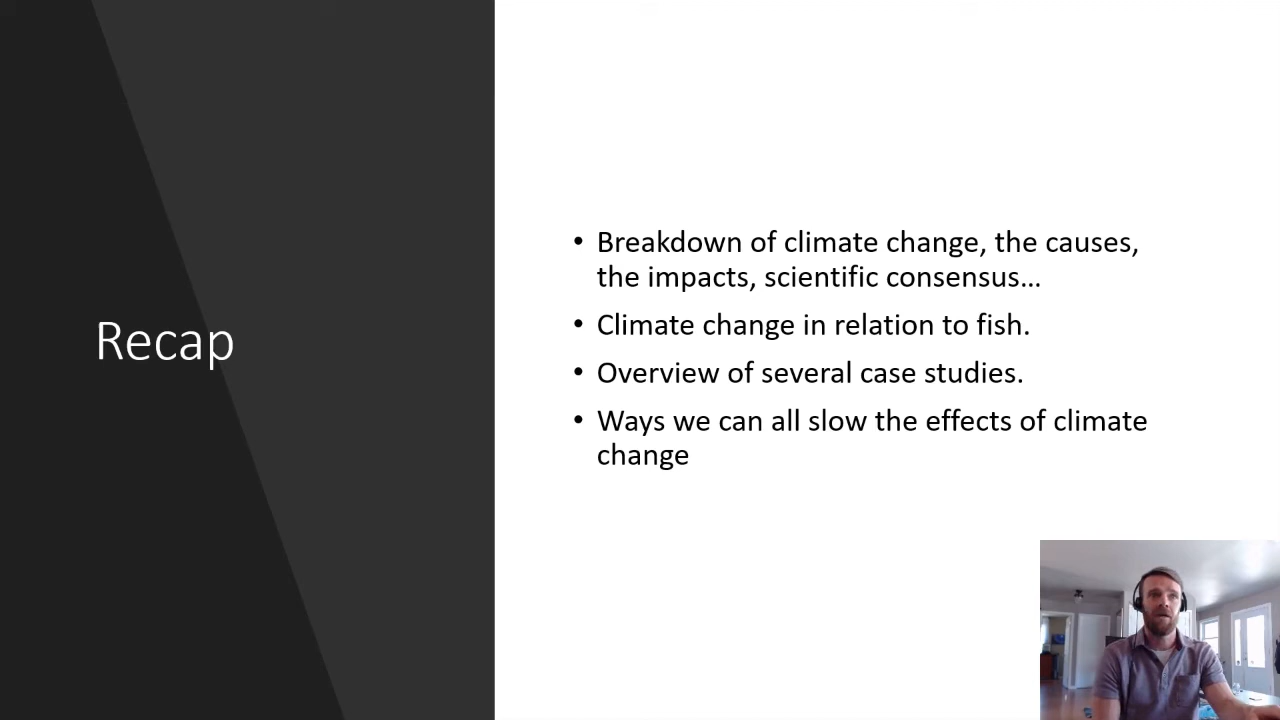 Recap
• Breakdown of climate change, the causes,
the impacts, scientific consensus...
• Climate change in relation to fish.
• Overview of several case studies.
• Ways we can all slow the effects of climate
change